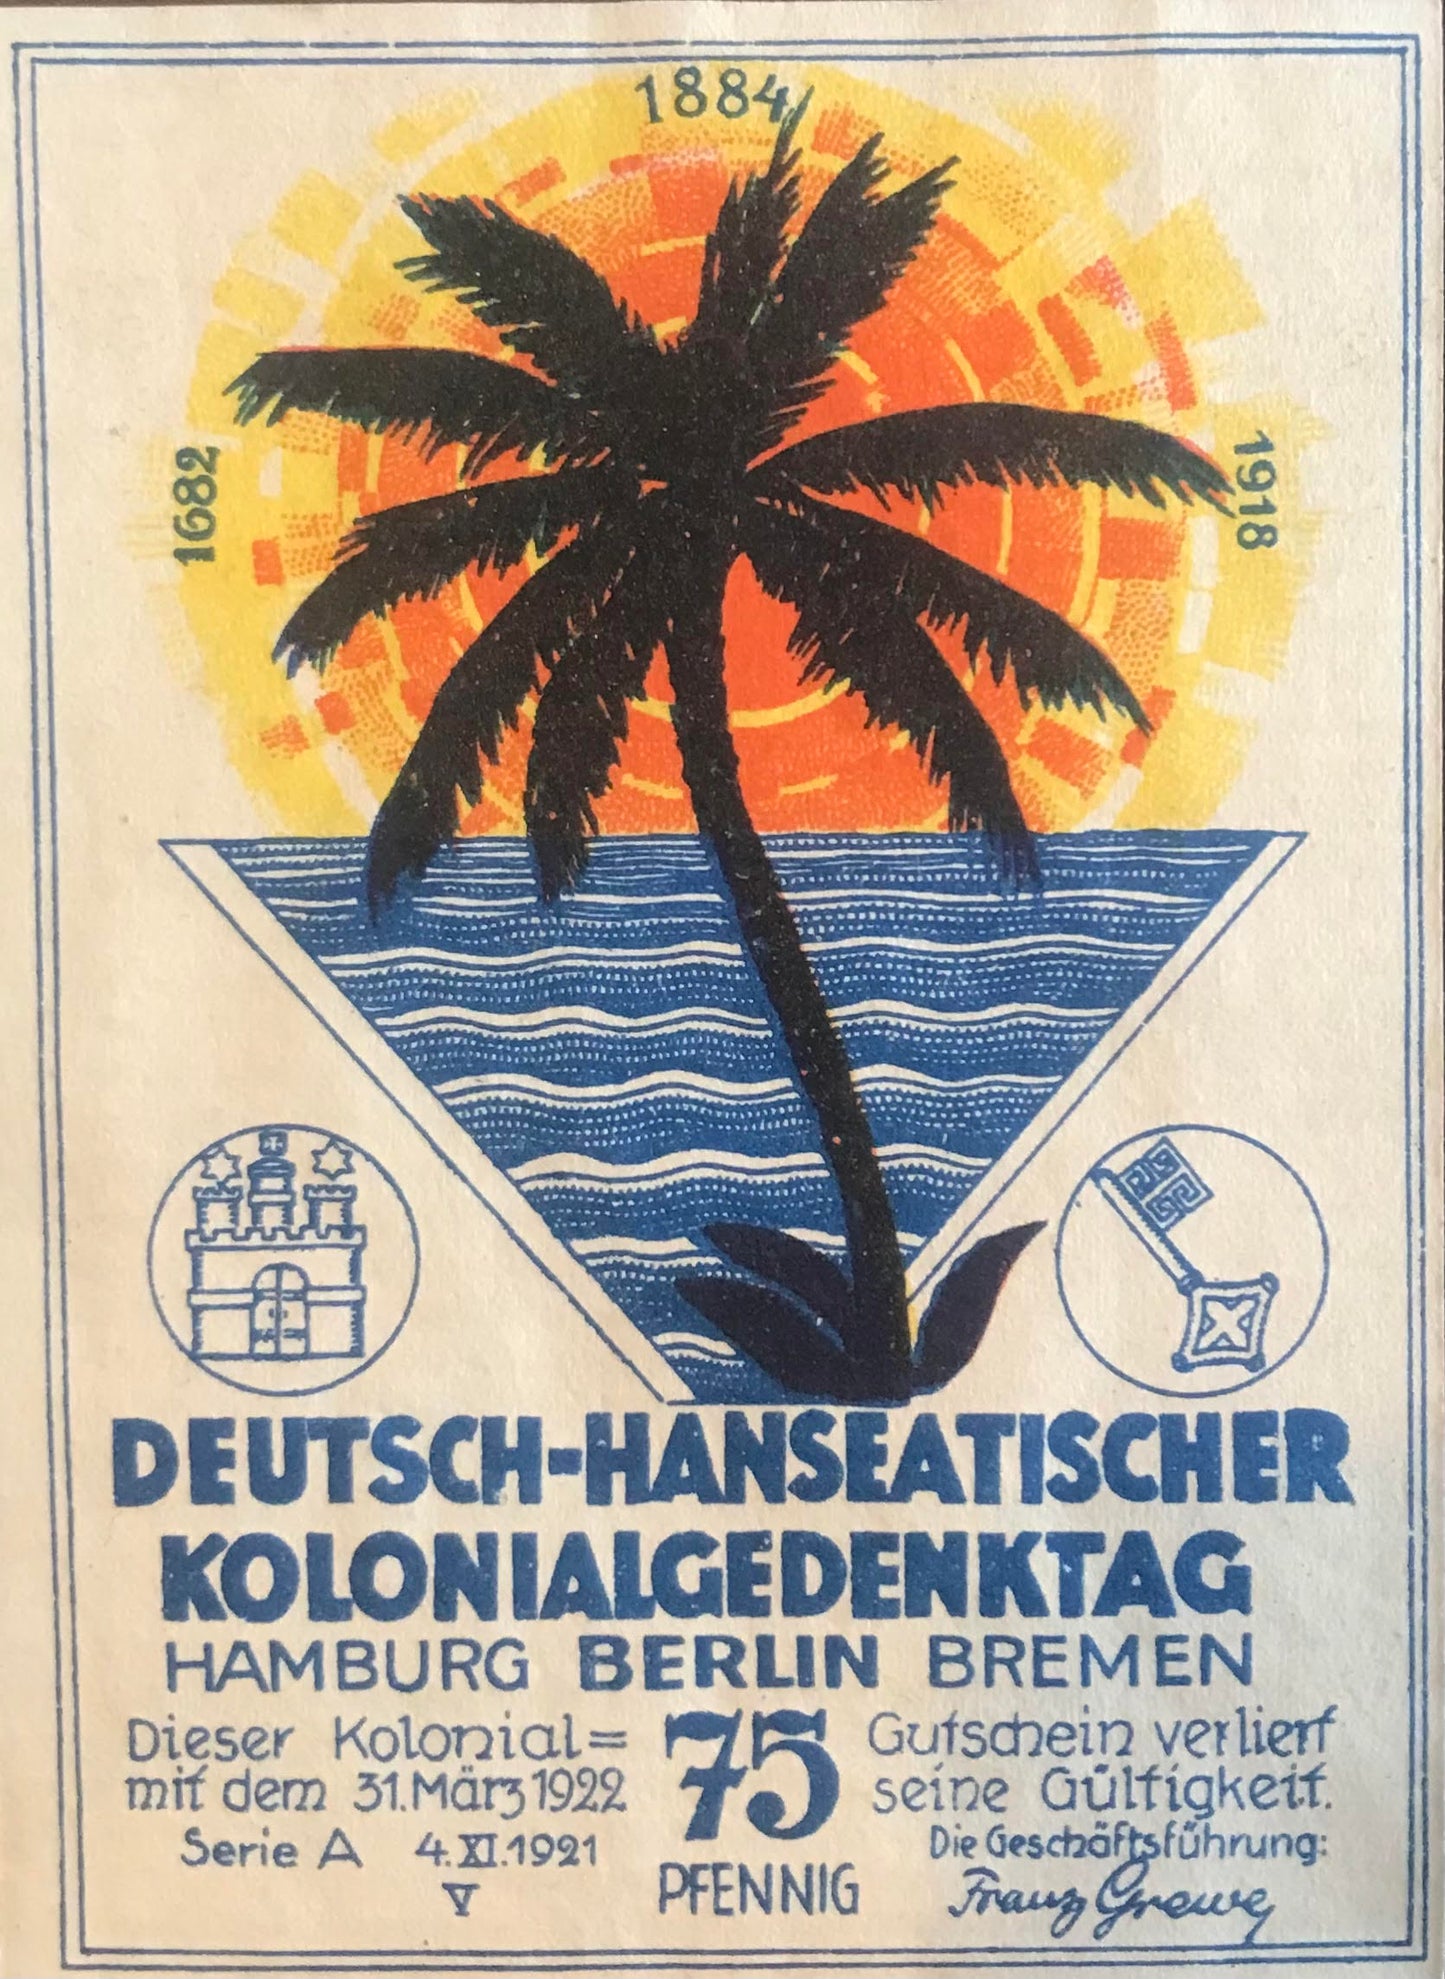 1884
1682
1918
DEUTSCH-HANSEATISCHER
KOLONIALGEDENKTAG
HAMBURG BERLIN BREMEN
Dieser Kolonial= 75 Gutschein verliert
mit dem 31. März 1922 seine Gültigkeit.
Serie A 4.XI.1921 Die Geschäftsführung:
V PFENNIG Franz Grewe